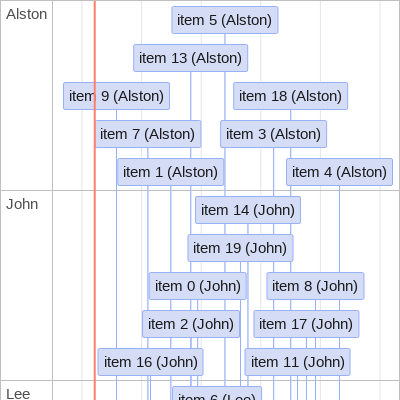 Alston
item 5 (Alston)
item 13 (Alston)
item 9 (Alston)
item 18 (Alston)
item 7 (Alston)
item 3 (Alston)
item 1 (Alston)
item 4 (Alston)
John
item 14 (John)
item 19 (John)
item 0 (John)
item 8 (John)
item 2 (John)
item 17 (John)
item 16 (John)
item 11 (John)
Lee
item 6 (Lee)